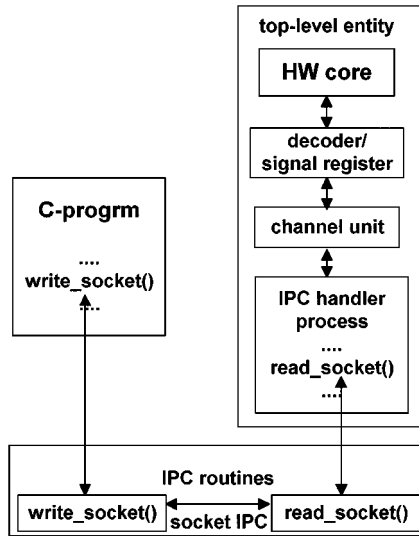 top-level entity
HW core
decoder/
signal register
channel unit
IPC handler
process
....
read_socket()
....
C-progrm
....
write_socket()
....
IPC routines
write_socket()
socket IPC
read_socket()